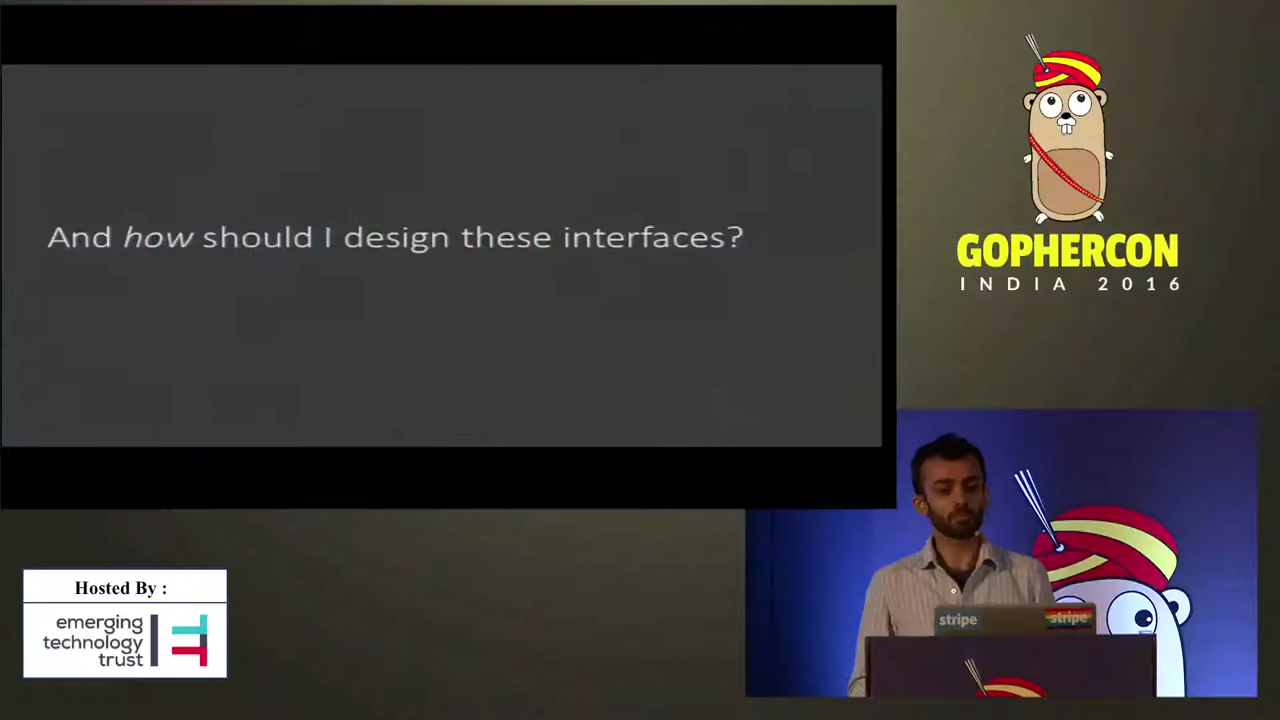 And how should I design these interfaces?
GOPHERCON
INDIA 2016
Hosted By :
emerging
technology
trust
stripe
stripe